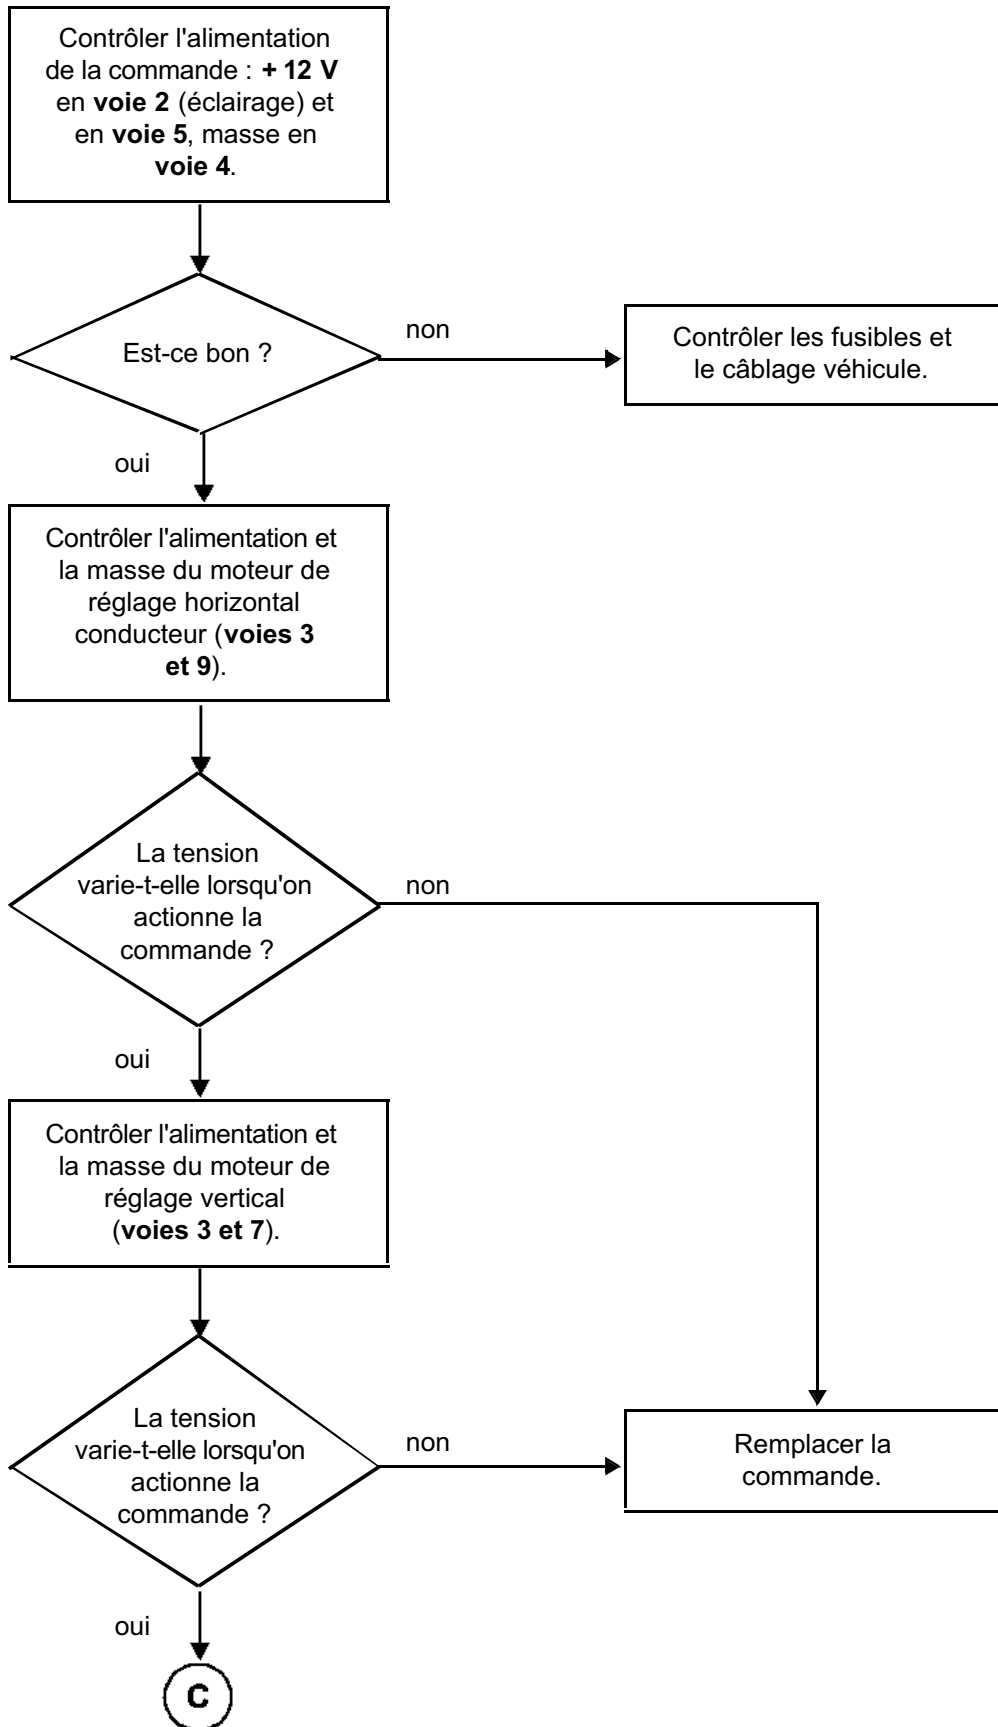 Contrôler l'alimentation
de la commande : + 12 V
en voie 2 (éclairage) et
en voie 5, masse en
voie 4.
Est-ce bon ?
non
Contrôler les fusibles et
le câblage véhicule.
oui
Contrôler l'alimentation et
la masse du moteur de
réglage horizontal
conducteur (voies 3
et 9).
La tension
varie-t-elle lorsqu'on
actionne la
commande ?
non
oui
Contrôler l'alimentation et
la masse du moteur de
réglage vertical
(voies 3 et 7).
La tension
varie-t-elle lorsqu'on
actionne la
commande ?
non
Remplacer la
commande.
oui
C